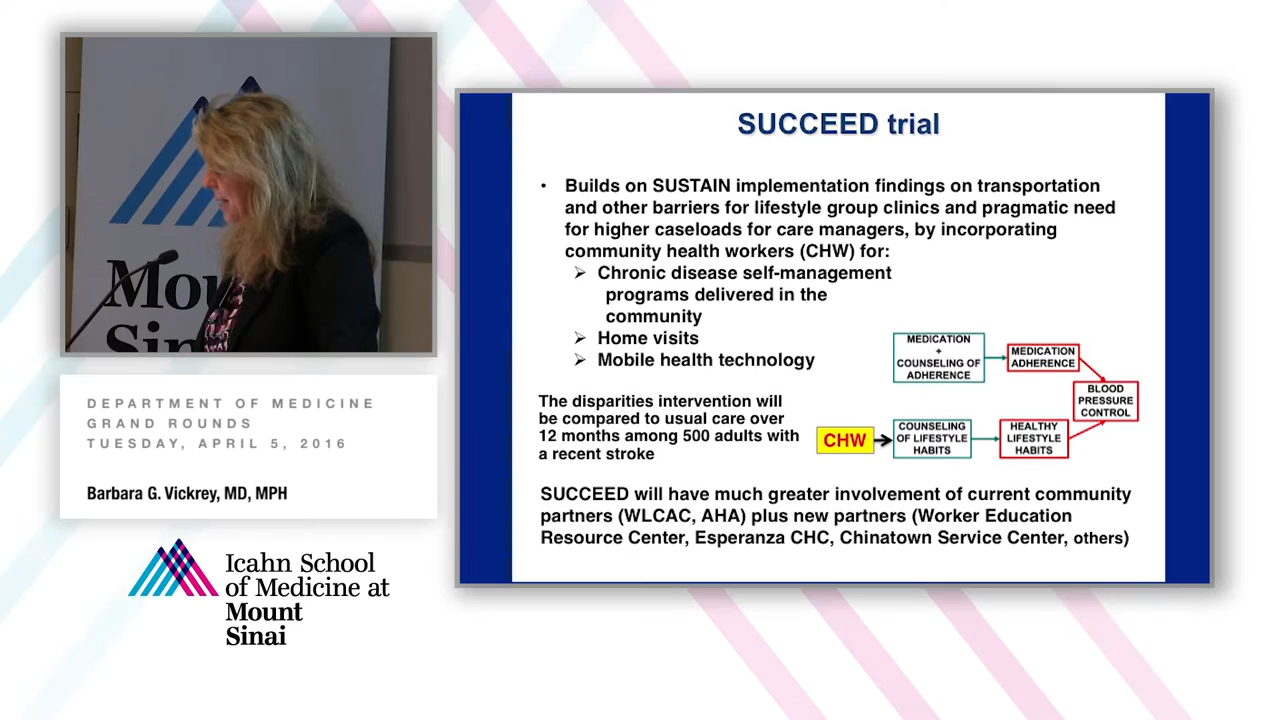 Mount
Sinai
DEPARTMENT OF MEDICINE
GRAND ROUNDS
TUESDAY, APRIL 5, 2016
Barbara G. Vickrey, MD, MPH
Icahn School
of Medicine at
Mount
Sinai
SUCCEED trial
• Builds on SUSTAIN implementation findings on transportation
and other barriers for lifestyle group clinics and pragmatic need
for higher caseloads for care managers, by incorporating
community health workers (CHW) for:
➢ Chronic disease self-management
programs delivered in the
community
➢ Home visits
➢ Mobile health technology
The disparities intervention will
be compared to usual care over
12 months among 500 adults with
a recent stroke
MEDICATION
+
COUNSELING OF
ADHERENCE
MEDICATION
ADHERENCE
BLOOD
PRESSURE
CONTROL
CHW
COUNSELING
OF LIFESTYLE
HABITS
HEALTHY
LIFESTYLE
HABITS
SUCCEED will have much greater involvement of current community
partners (WLCAC, AHA) plus new partners (Worker Education
Resource Center, Esperanza CHC, Chinatown Service Center, others)